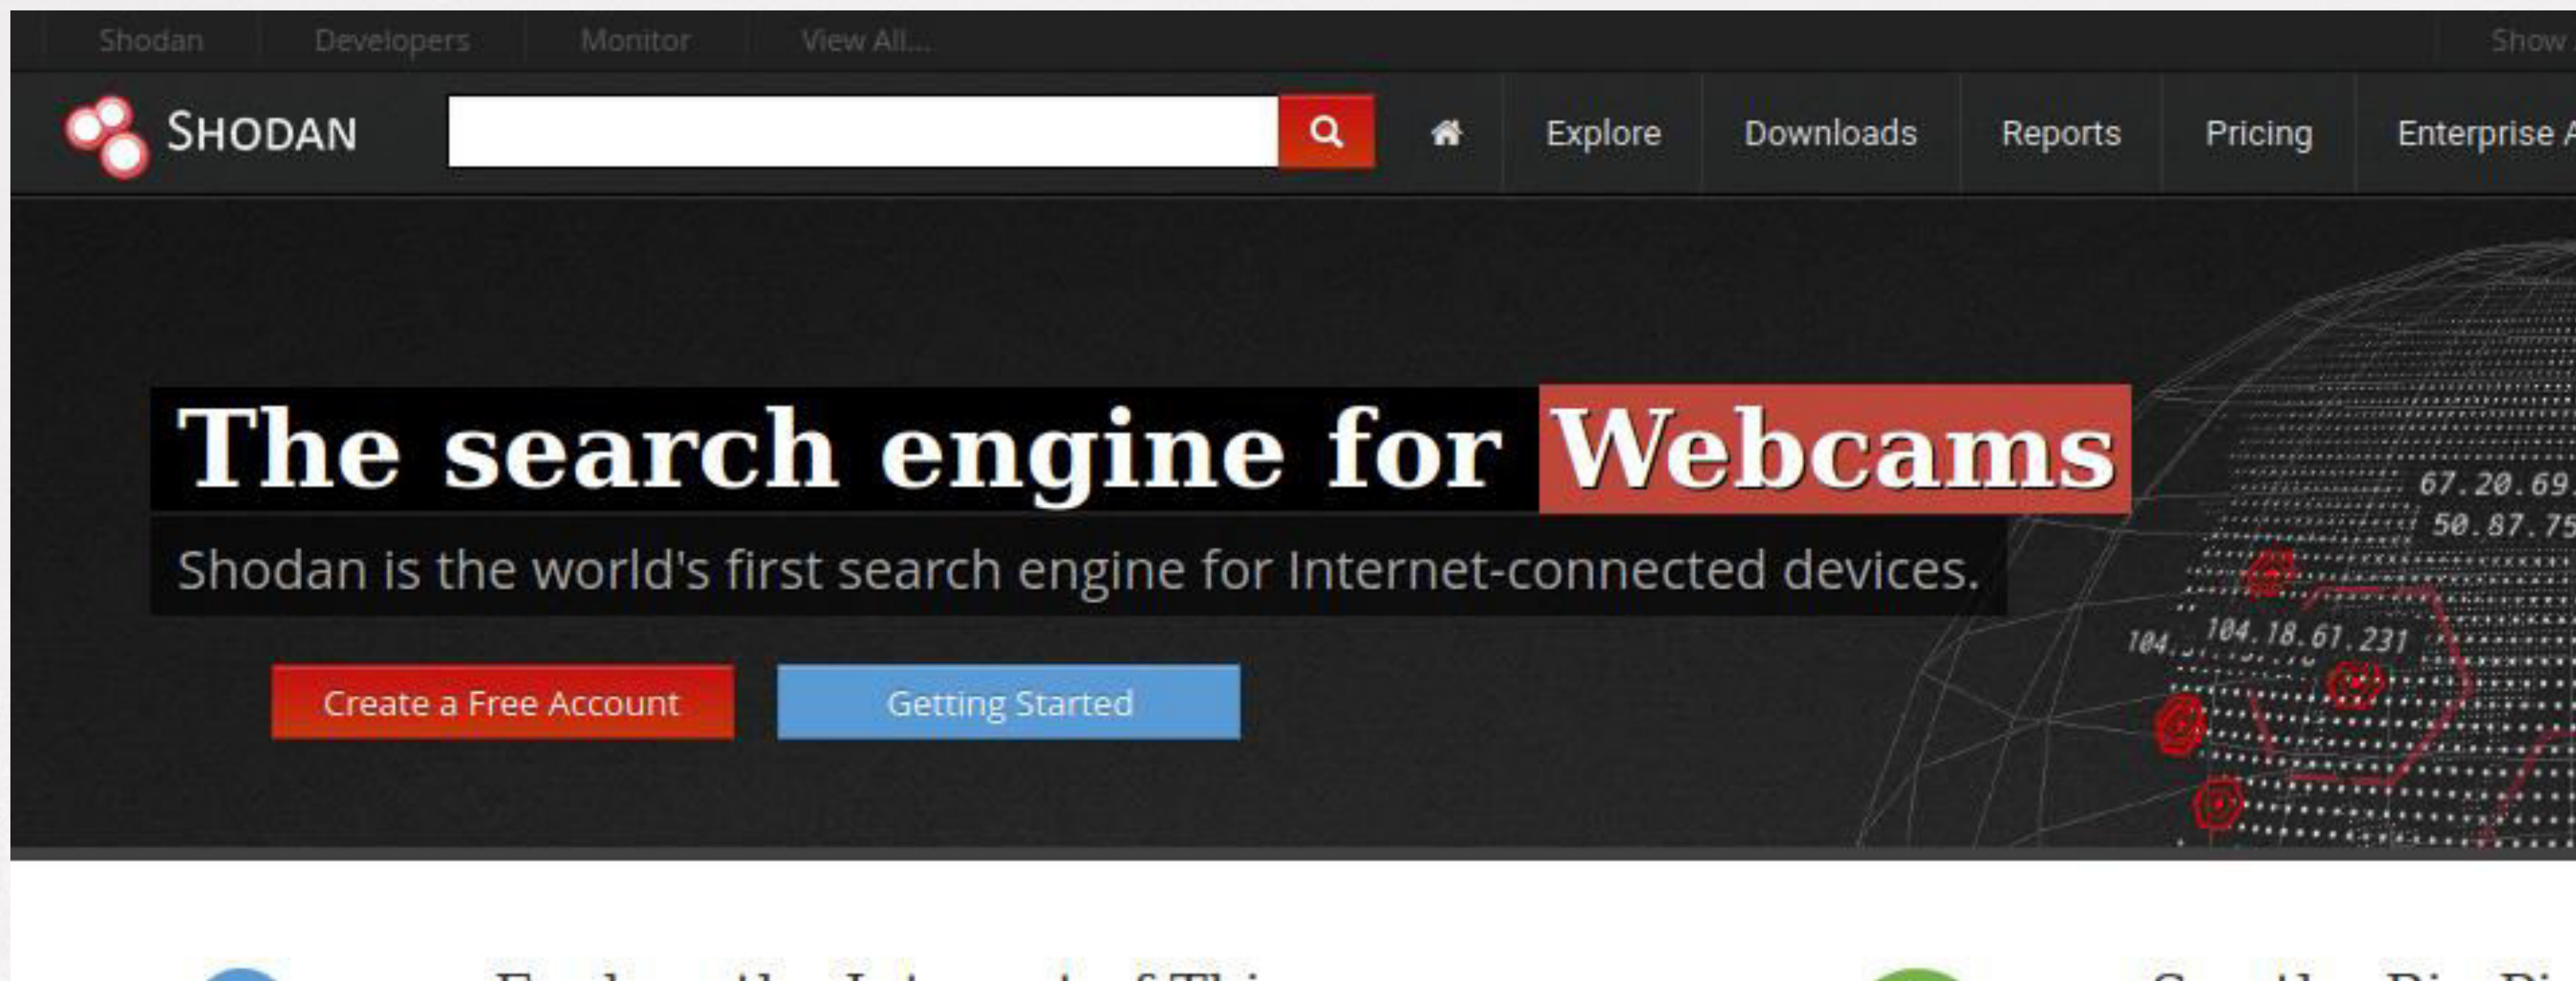 Shodan Developers Monitor View All... Show
SHODAN Explore Downloads Reports Pricing Enterprise
The search engine for Webcams
Shodan is the world's first search engine for Internet-connected devices.
67.20.69.
50.87.75
104. 104.18.61.231
Create a Free Account Getting Started